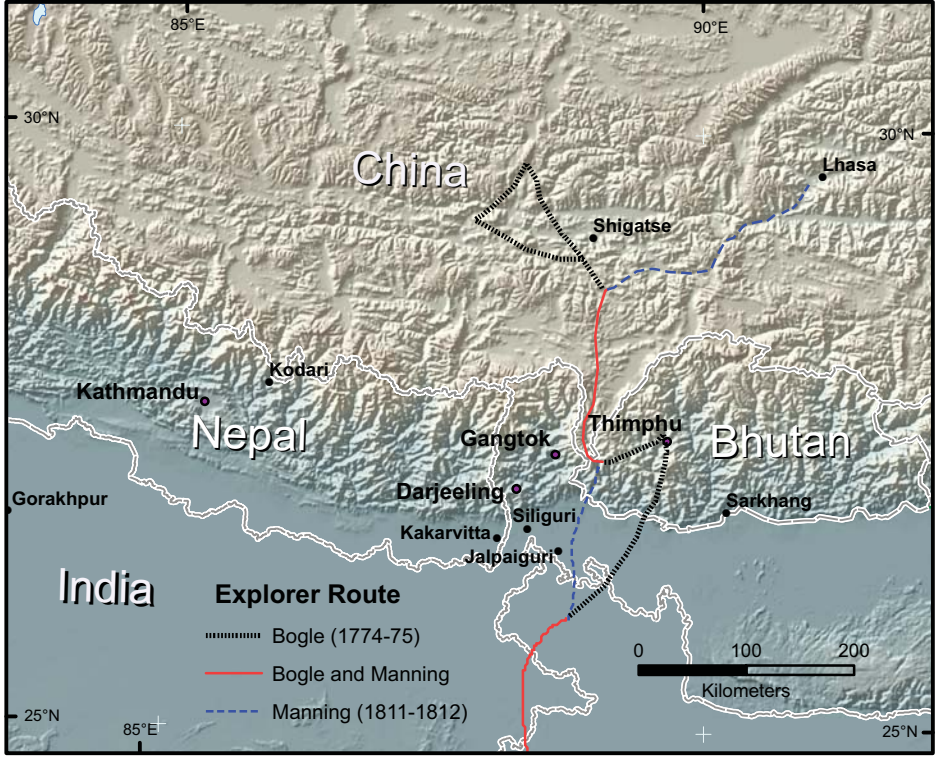 85°E
90°E
30°N
30°N
China
Lhasa
Shigatse
Kodari
Kathmandu
Nepal
Thimphu
Gangtok
Bhutan
Darjeeling
Gorakhpur
Sarkhang
Siliguri
Kakarvitta
Jalpaiguri
India
Explorer Route
Bogle (1774-75)
Bogle and Manning
Manning (1811-1812)
0 100 200
Kilometers
25°N
85°E
25°N
90°E